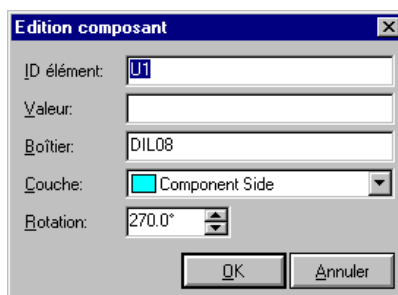 Edition composant
ID élément: U1
Valeur:
Boîtier: DIL08
Couche: Component Side
Rotation: 270.0°
OK Annuler